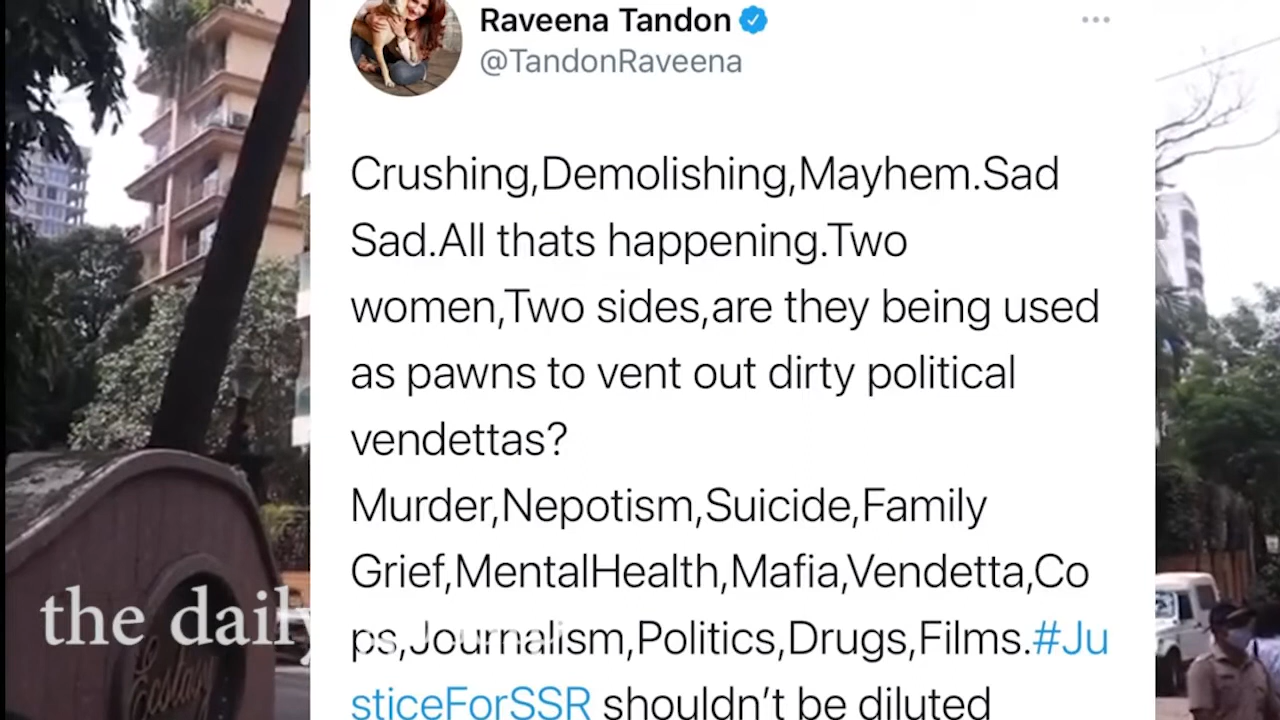 Raveena Tandon
@TandonRaveena
Crushing,Demolishing,Mayhem.Sad
Sad.All thats happening.Two
women,Two sides,are they being used
as pawns to vent out dirty political
vendettas?
Murder,Nepotism,Suicide,Family
Grief,MentalHealth,Mafia,Vendetta,Co
ps,Journalism,Politics,Drugs,Films.#Ju
sticeForSSR shouldn't be diluted
the daily